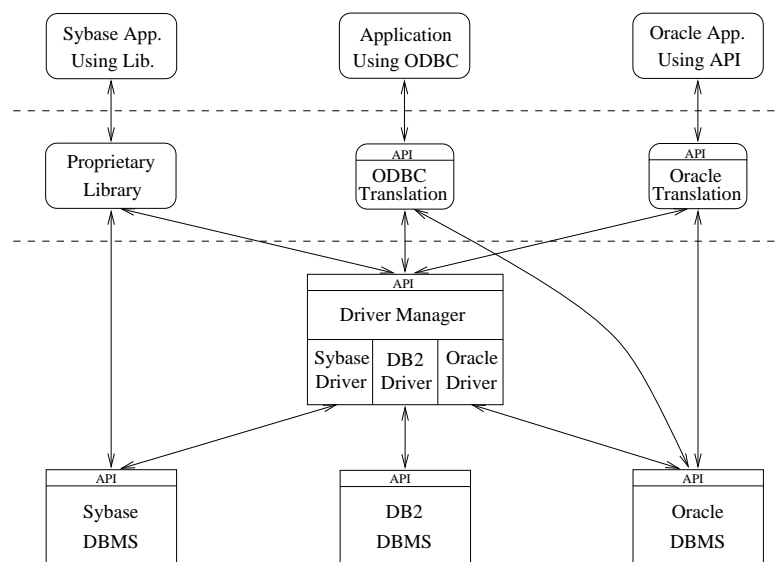 Sybase App.
Using Lib.
Application
Using ODBC
Oracle App.
Using API
Proprietary
Library
API
ODBC
Translation
API
Oracle
Translation
API
Driver Manager
Sybase
Driver
DB2
Driver
Oracle
Driver
API
Sybase
DBMS
API
DB2
DBMS
API
Oracle
DBMS